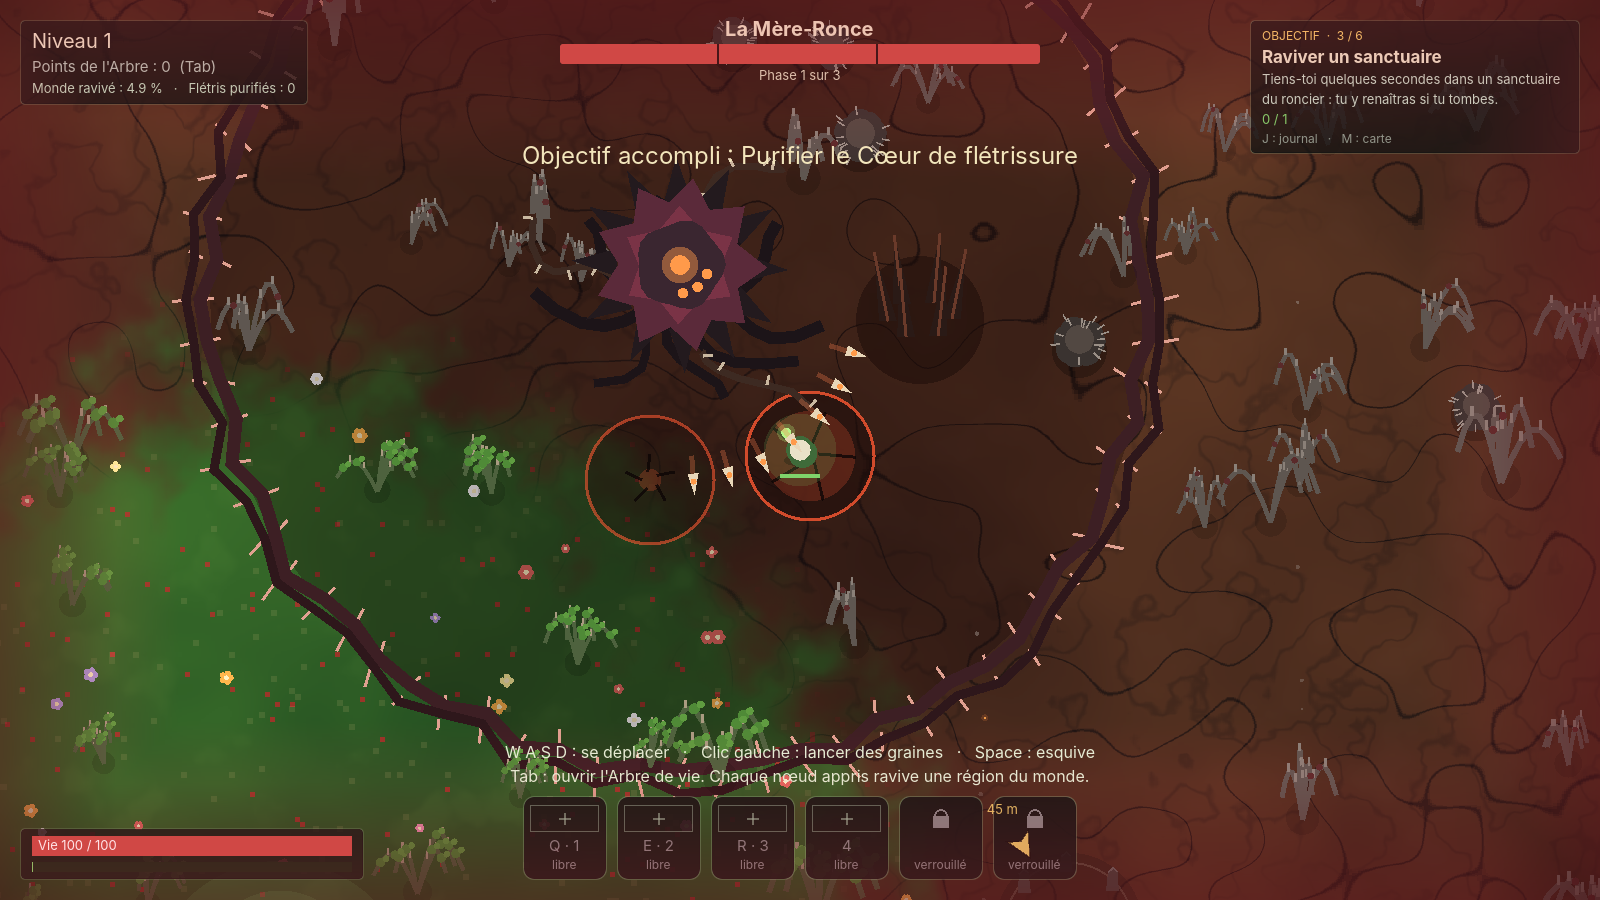 Niveau 1
Points de l'Arbre : 0  (Tab)
Monde ravivé : 4.9 %   ·   Flétris purifiés : 0
La Mère-Ronce
Phase 1 sur 3
OBJECTIF  ·  3 / 6
Raviver un sanctuaire
Tiens-toi quelques secondes dans un sanctuaire
du roncier : tu y renaîtras si tu tombes.
0 / 1
J : journal   ·   M : carte
Objectif accompli : Purifier le Cœur de flétrissure
W A S D : se déplacer   ·   Clic gauche : lancer des graines   ·   Space : esquive
Tab : ouvrir l'Arbre de vie. Chaque nœud appris ravive une région du monde.
Vie 100 / 100
Q · 1
libre
E · 2
libre
R · 3
libre
4
libre
verrouillé
45 m
verrouillé